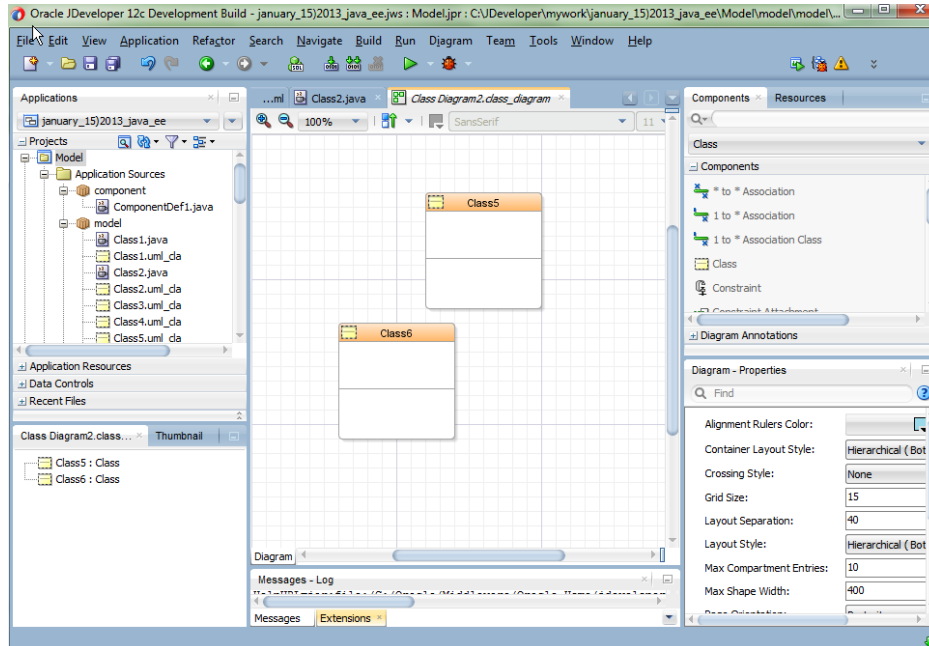 Oracle JDeveloper 12c Development Build - january_15)2013_java_ee.jws : Model.jpr : C:\JDeveloper\mywork\january_15)2013_java_ee\Model\model\model\...
File Edit View Application Refactor Search Navigate Build Run Diagram Team Tools Window Help
Applications
january_15)2013_java_ee
Projects
Model
Application Sources
component
ComponentDef1.java
model
Class1.java
Class1.uml_cla
Class2.java
Class2.uml_cla
Class3.uml_cla
Class4.uml_cla
Class5.uml_cla
Application Resources
Data Controls
Recent Files
Class Diagram2.class... Thumbnail
Class5 : Class
Class6 : Class
...ml Class2.java Class Diagram2.class_diagram
100% SansSerif 11
Class5
Class6
Diagram
Messages - Log
Messages Extensions
Components Resources
Class
Components
* to * Association
1 to * Association
1 to * Association Class
Class
Constraint
Constraint Attachment
Diagram Annotations
Diagram - Properties
Find
Alignment Rulers Color:
Container Layout Style: Hierarchical ( Bot
Crossing Style: None
Grid Size: 15
Layout Separation: 40
Layout Style: Hierarchical ( Bot
Max Compartment Entries: 10
Max Shape Width: 400